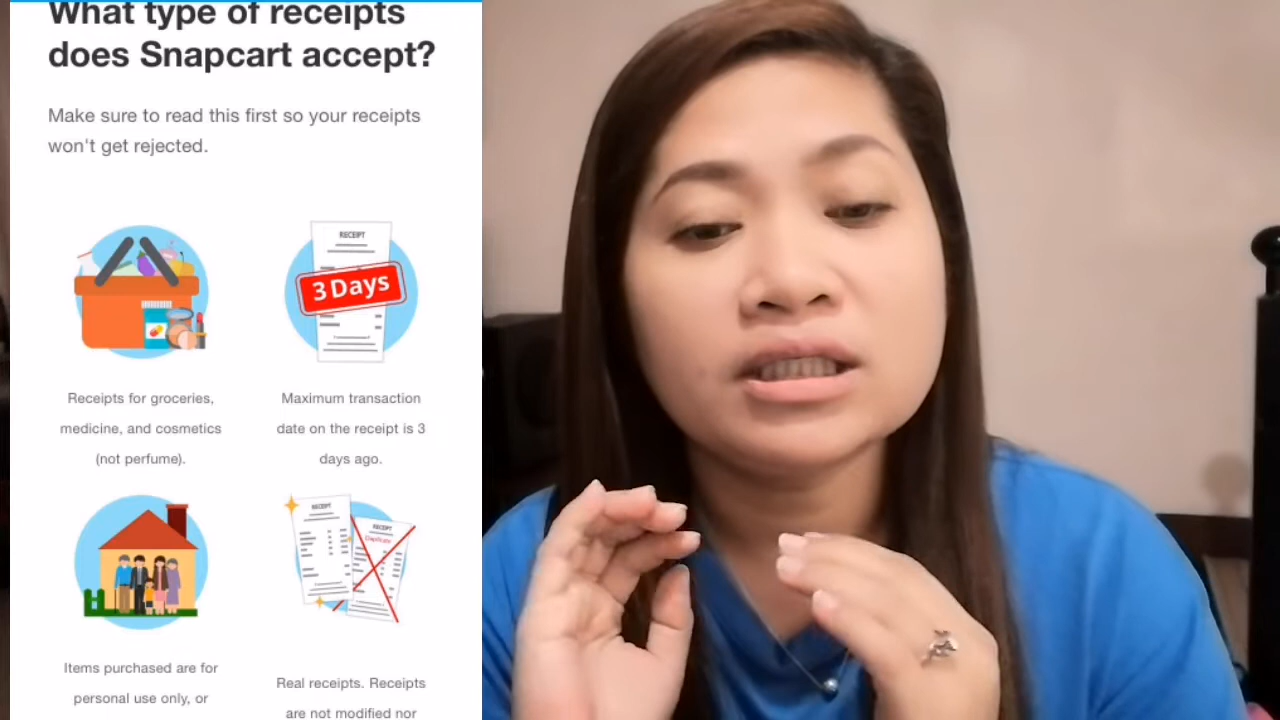 What type of receipts
does Snapcart accept?
Make sure to read this first so your receipts
won't get rejected.
RECEIPT
3 Days
Receipts for groceries,
medicine, and cosmetics
(not perfume).
Maximum transaction
date on the receipt is 3
days ago.
RECEIPT
RECEIPT
Duplicate
Items purchased are for
personal use only, or
Real receipts. Receipts
are not modified nor